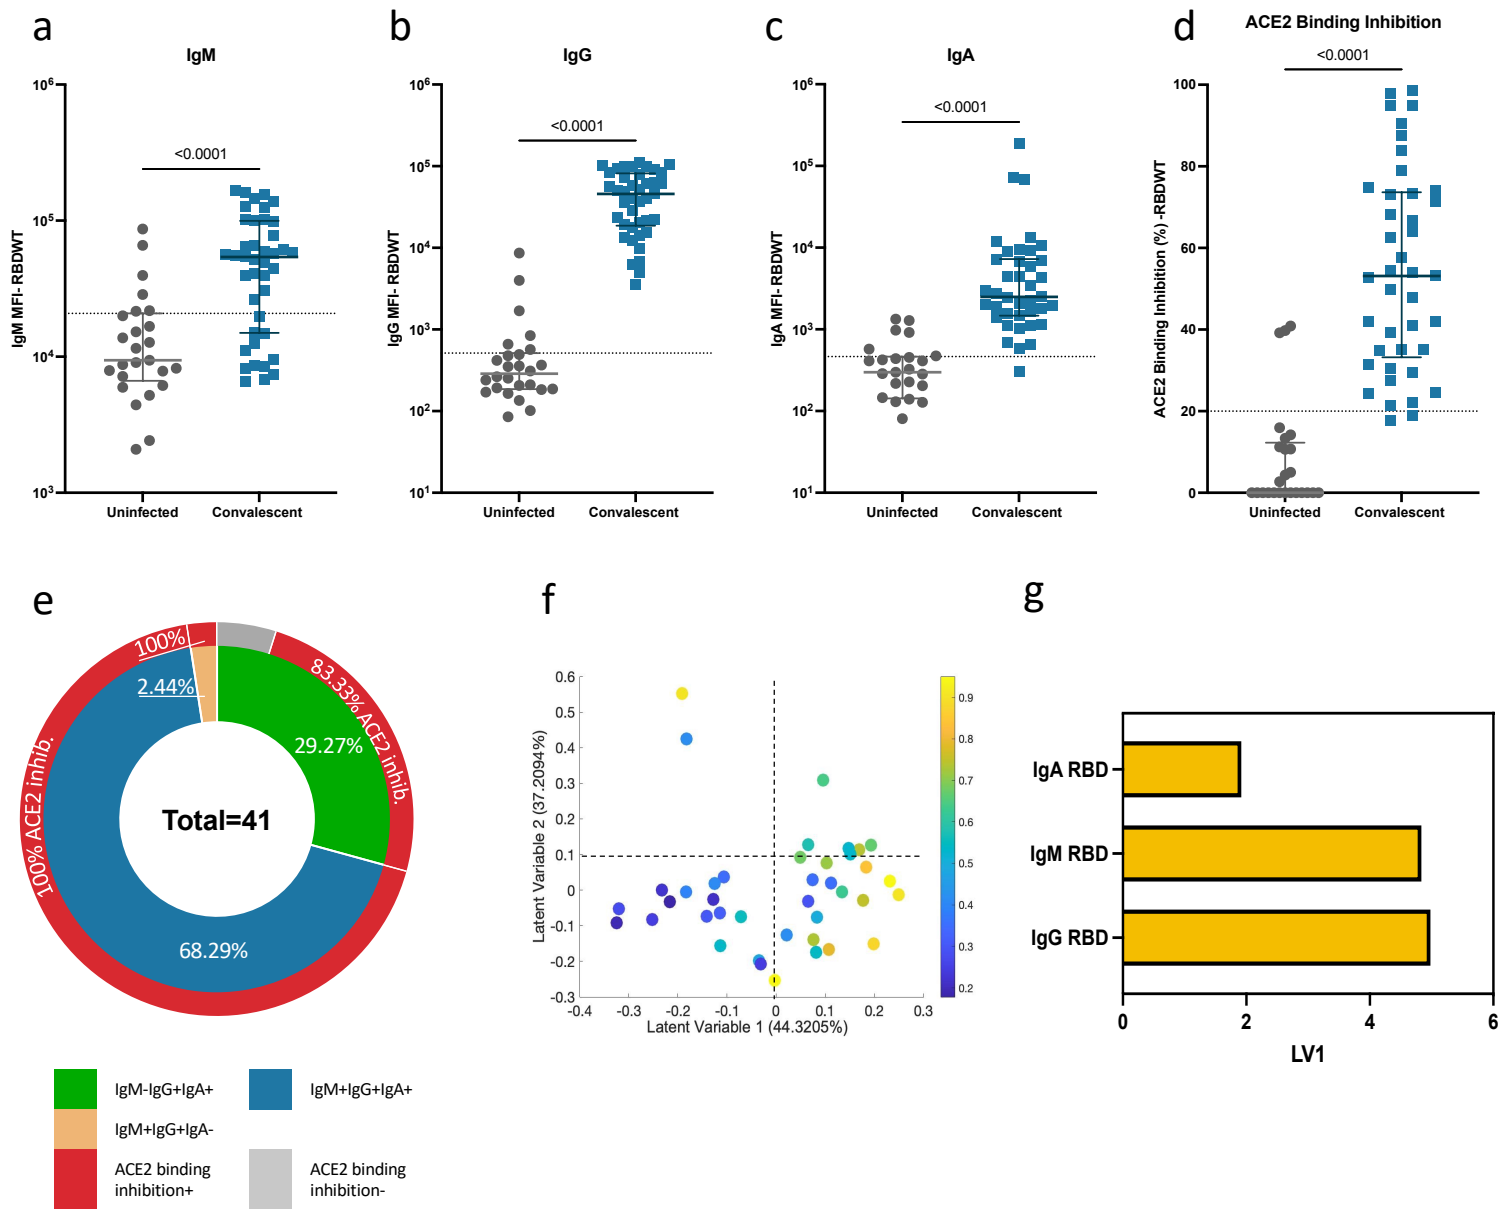 a
IgM
IgM MFI- RBDWT
10⁶
10⁵
10⁴
10³
<0.0001
Uninfected
Convalescent
b
IgG
IgG MFI- RBDWT
10⁶
10⁵
10⁴
10³
10²
10¹
<0.0001
Uninfected
Convalescent
c
IgA
IgA MFI- RBDWT
10⁶
10⁵
10⁴
10³
10²
10¹
<0.0001
Uninfected
Convalescent
d
ACE2 Binding Inhibition
ACE2 Binding Inhibition (%) -RBDWT
100
80
60
40
20
0
<0.0001
Uninfected
Convalescent
e
100%
2.44%
83.33% ACE2 inhib.
29.27%
100% ACE2 inhib.
Total=41
68.29%
IgM-IgG+IgA+
IgM+IgG+IgA+
IgM+IgG+IgA-
ACE2 binding
inhibition+
ACE2 binding
inhibition-
f
Latent Variable 2 (37.2094%)
0.6
0.5
0.4
0.3
0.2
0.1
0
-0.1
-0.2
-0.3
-0.4
-0.3
-0.2
-0.1
0
0.1
0.2
0.3
Latent Variable 1 (44.3205%)
0.9
0.8
0.7
0.6
0.5
0.4
0.3
0.2
g
IgA RBD
IgM RBD
IgG RBD
0
2
4
6
LV1